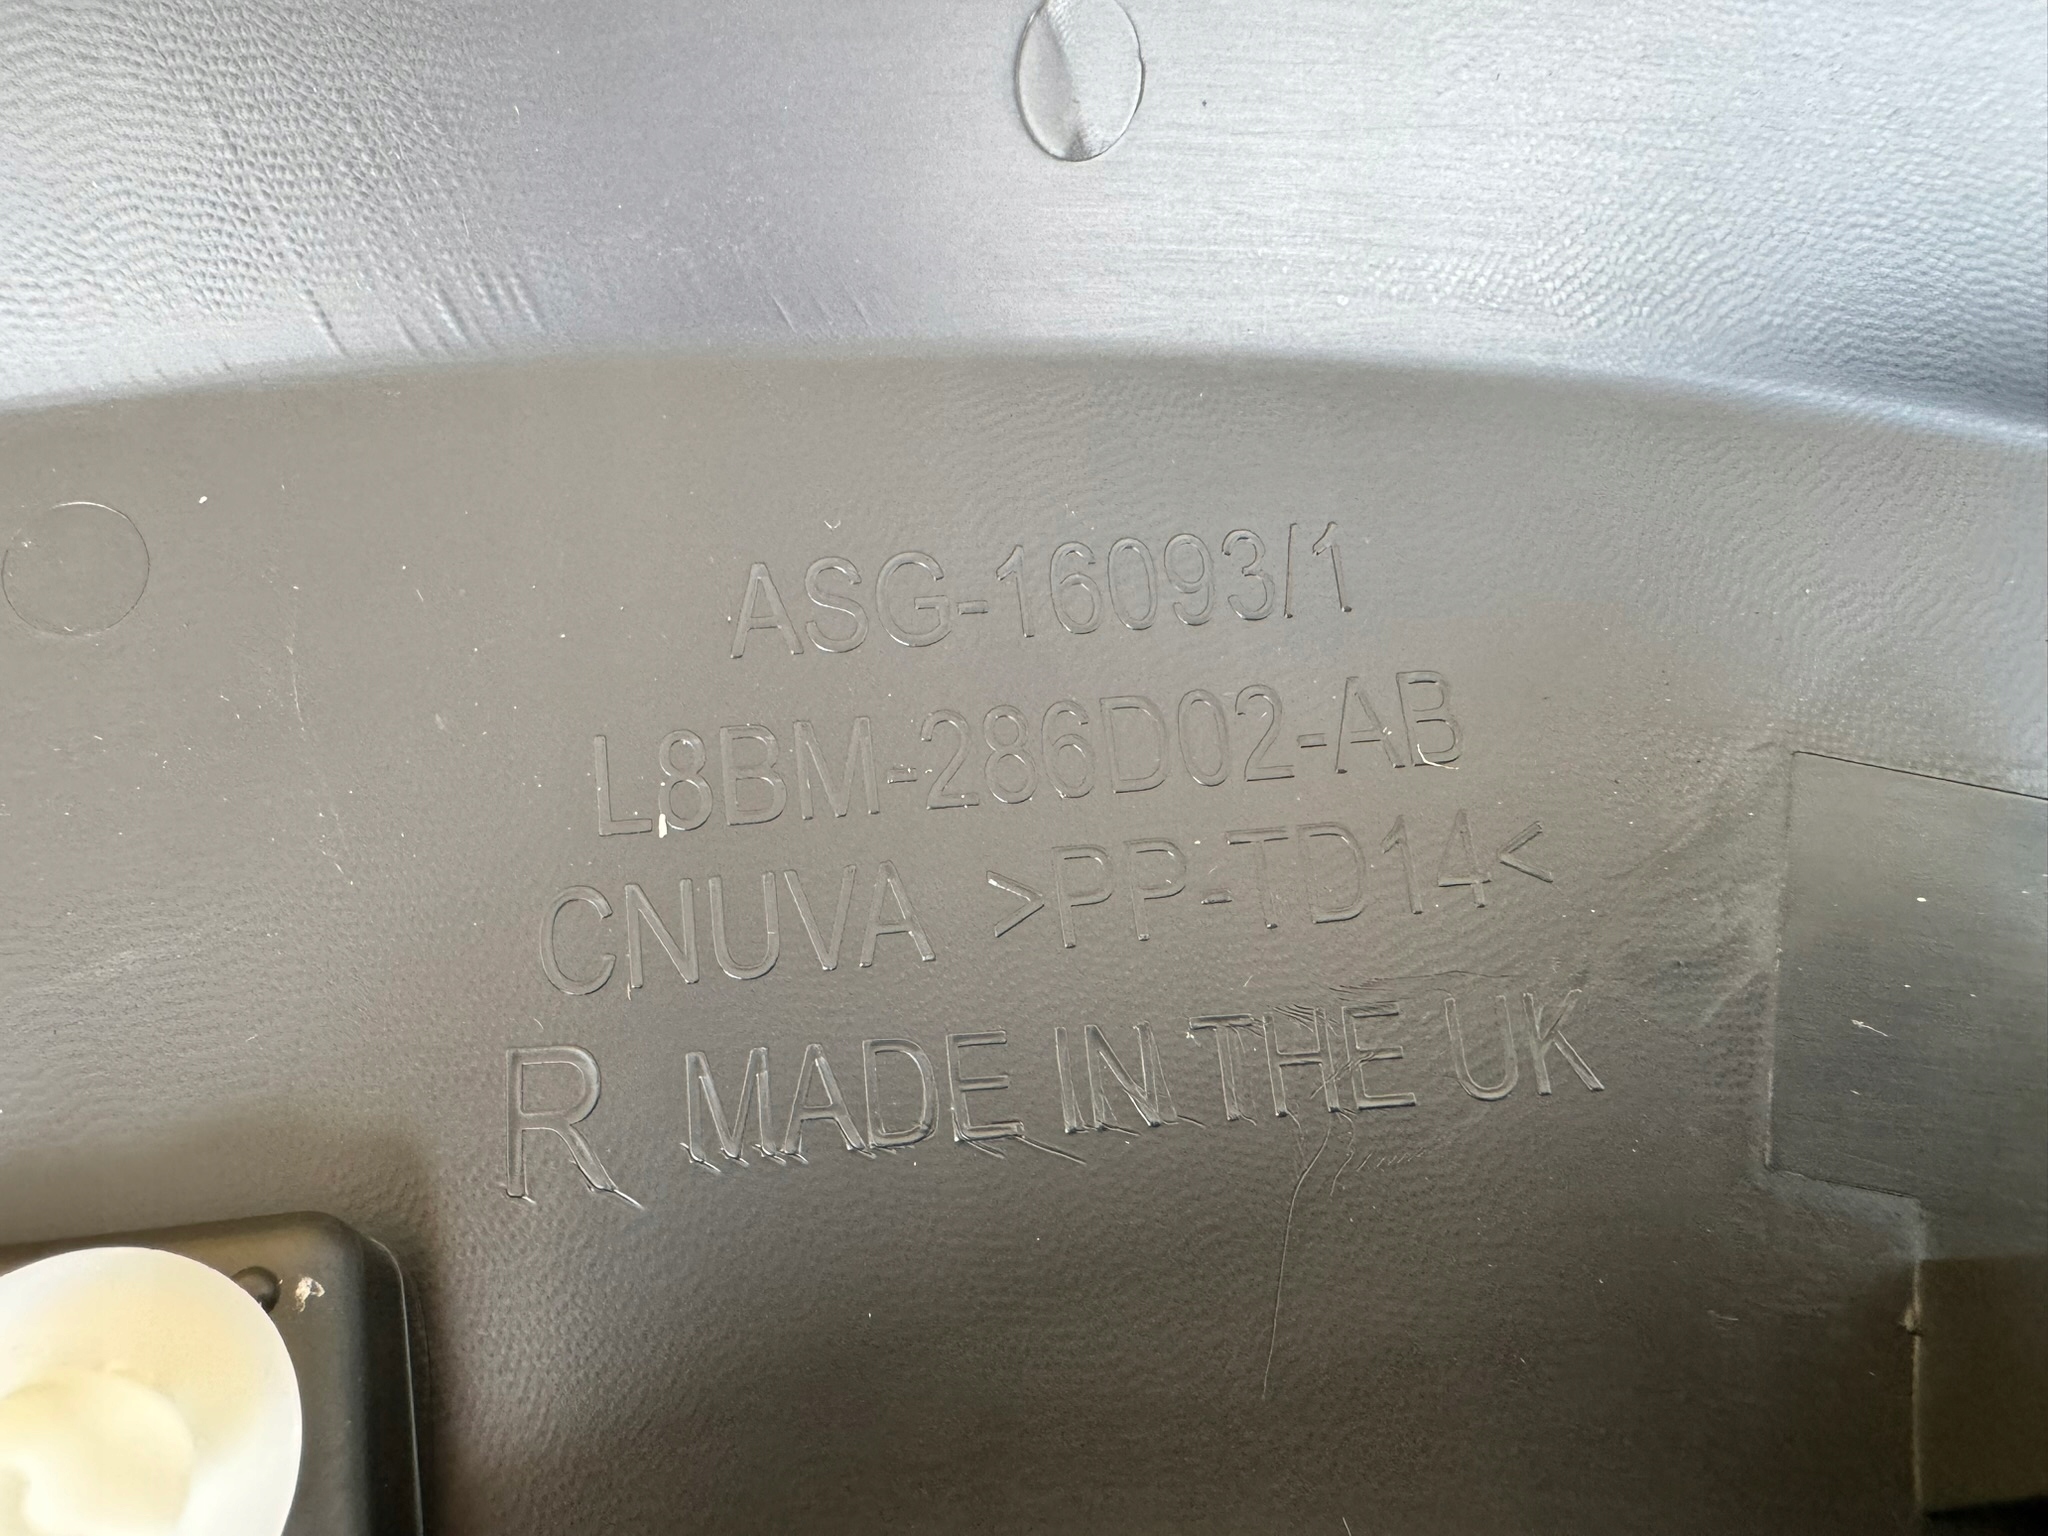 ASG-16093/1
L8BM-286D02-AB
CNUVA >PP-TD14<
R MADE IN THE UK